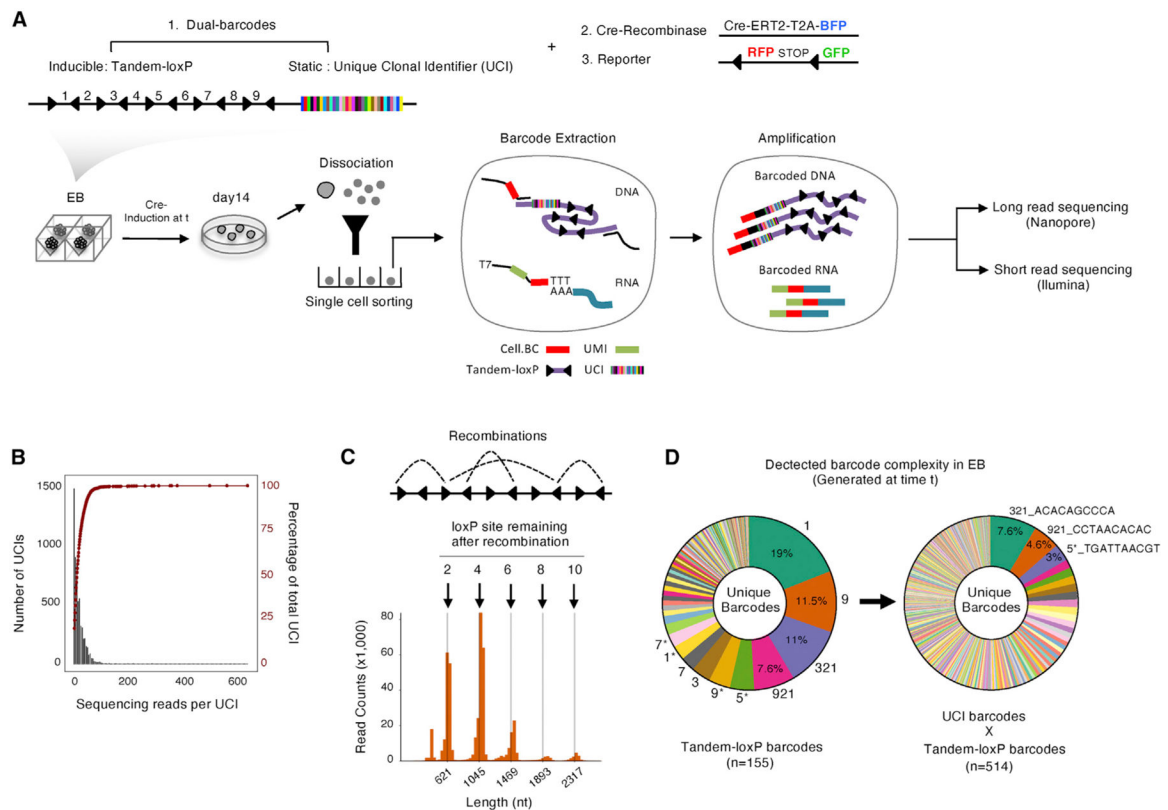 A
1. Dual-barcodes
Inducible: Tandem-loxP
Static : Unique Clonal Identifier (UCI)
1 2 3 4 5 6 7 8 9
+
2. Cre-Recombinase
Cre-ERT2-T2A-BFP
3. Reporter
RFP STOP GFP
EB
Cre-
Induction at t
day14
Dissociation
Single cell sorting
Barcode Extraction
DNA
T7
TTT
AAA
RNA
Amplification
Barcoded DNA
Barcoded RNA
Long read sequencing
(Nanopore)
Short read sequencing
(Ilumina)
Cell.BC
UMI
Tandem-loxP
UCI
B
Number of UCIs
1500
1000
500
0
100
75
50
25
0
Percentage of total UCI
0 200 400 600
Sequencing reads per UCI
C
Recombinations
loxP site remaining
after recombination
2 4 6 8 10
Read Counts (x1,000)
80
60
40
20
0
621 1045 1469 1893 2317
Length (nt)
D
Dectected barcode complexity in EB
(Generated at time t)
Unique
Barcodes
19%
11.5%
11%
7.6%
1
9
321
921
5*
9*
3
7
1*
7*
Tandem-loxP barcodes
(n=155)
Unique
Barcodes
7.6%
4.6%
3%
321_ACACAGCCCA
921_CCTAACACAC
5*_TGATTAACGT
UCI barcodes
X
Tandem-loxP barcodes
(n=514)